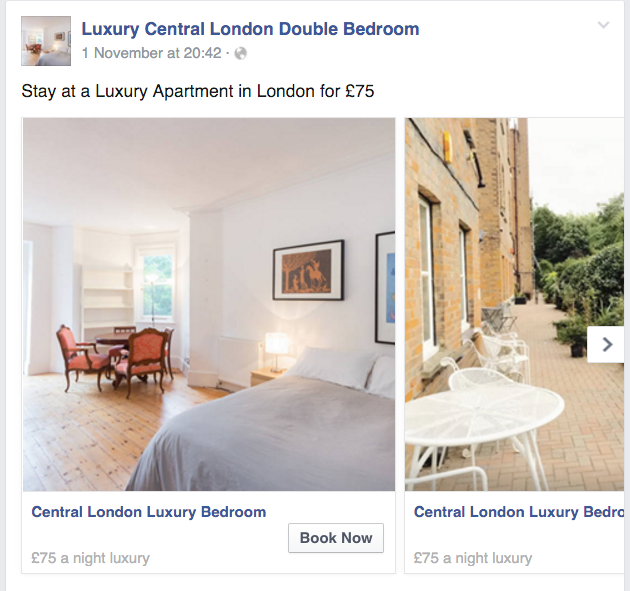 Luxury Central London Double Bedroom
1 November at 20:42 ·
Stay at a Luxury Apartment in London for £75
Central London Luxury Bedroom
Book Now
£75 a night luxury
Central London Luxury Bedro
£75 a night luxury